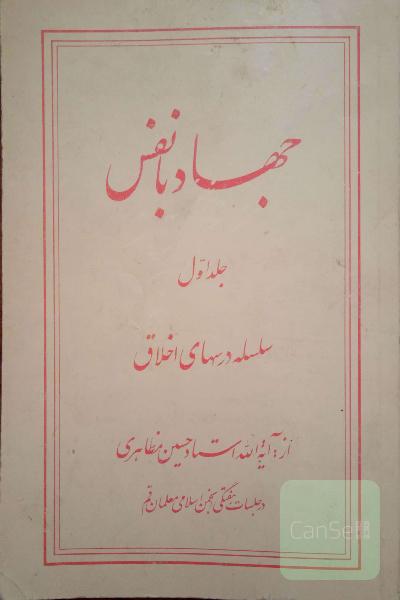 جهاد با نفس
جلد اول
سلسله درسهای اخلاق
از: آیة الله استاد حسین مظاهری
در جلسات هفتگی انجمن اسلامی معلمان قم
CanSe